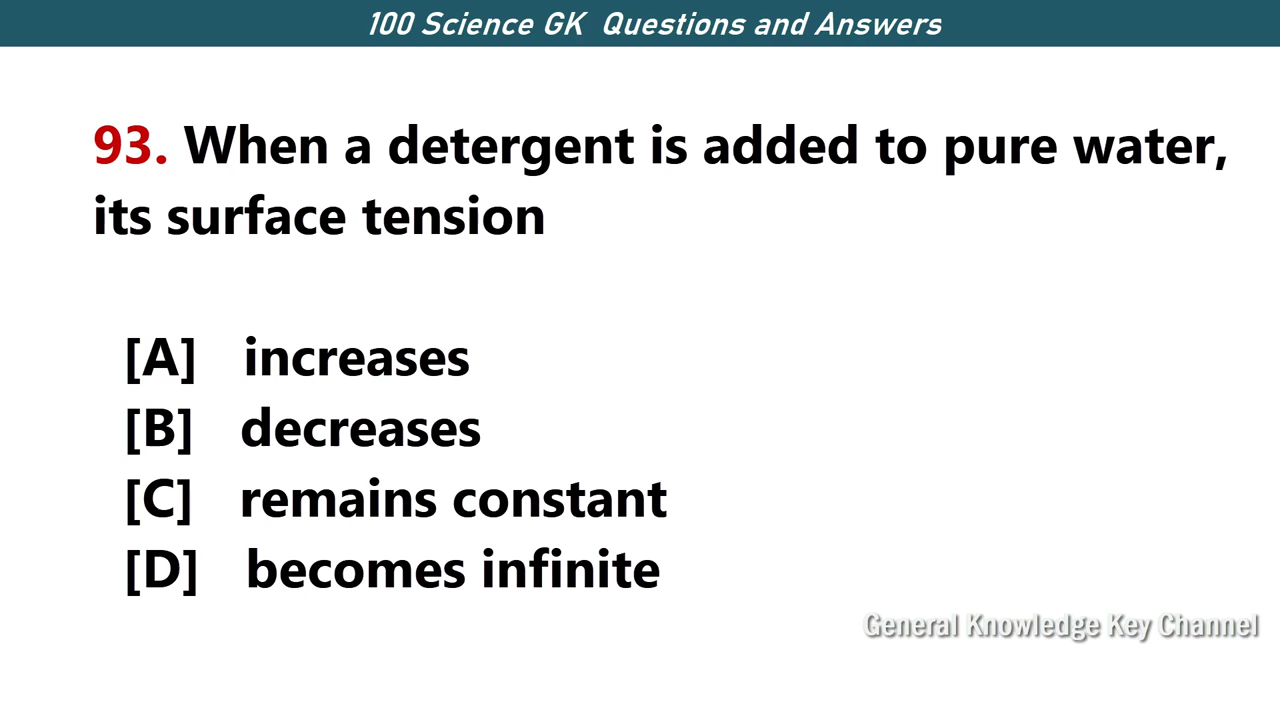 100 Science GK Questions and Answers
93. When a detergent is added to pure water,
its surface tension
[A] increases
[B] decreases
[C] remains constant
[D] becomes infinite
General Knowledge Key Channel